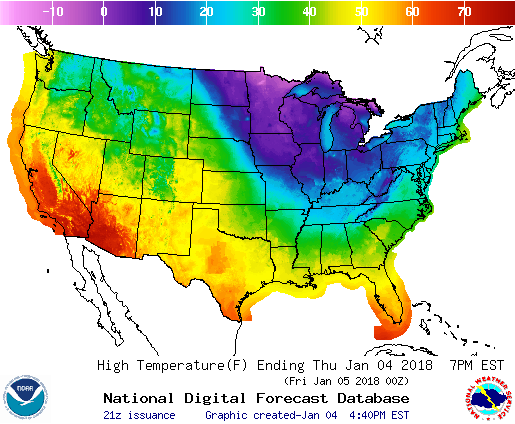 -10 0 10 20 30 40 50 60 70
High Temperature(F) Ending Thu Jan 04 2018 7PM EST
(Fri Jan 05 2018 00Z)
National Digital Forecast Database
21z issuance Graphic created-Jan 04 4:40PM EST
NOAA
NATIONAL WEATHER SERVICE